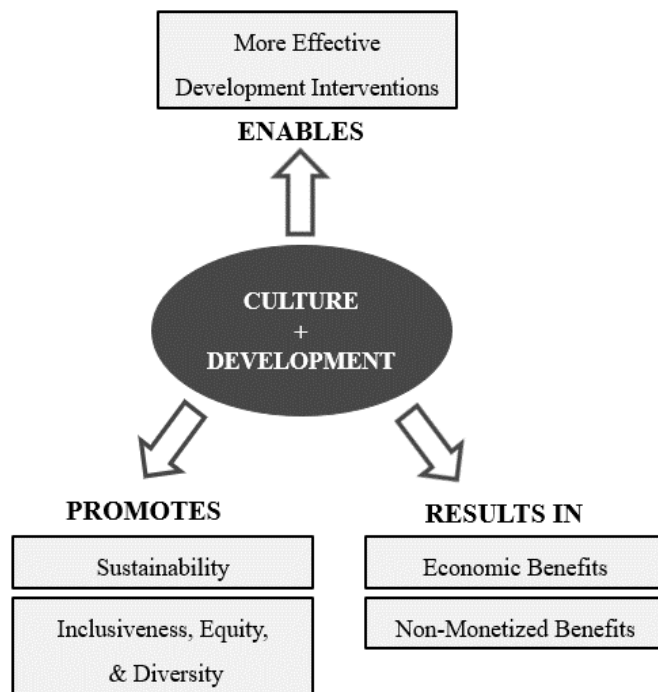 More Effective
Development Interventions
ENABLES
CULTURE
+
DEVELOPMENT
PROMOTES
Sustainability
Inclusiveness, Equity,
& Diversity
RESULTS IN
Economic Benefits
Non-Monetized Benefits